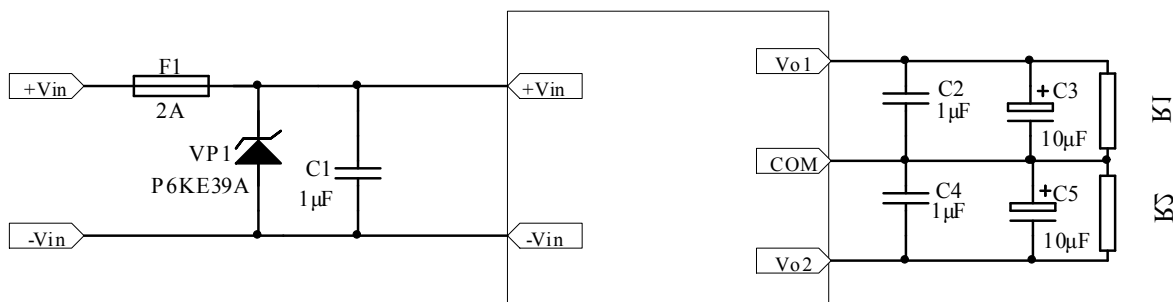 F1
+Vin
2A
VP1
P6KE39A
C1
1μF
-Vin
+Vin
-Vin
Vo1
COM
Vo2
C2
1μF
+
C3
10μF
R1
C4
1μF
+
C5
10μF
R2